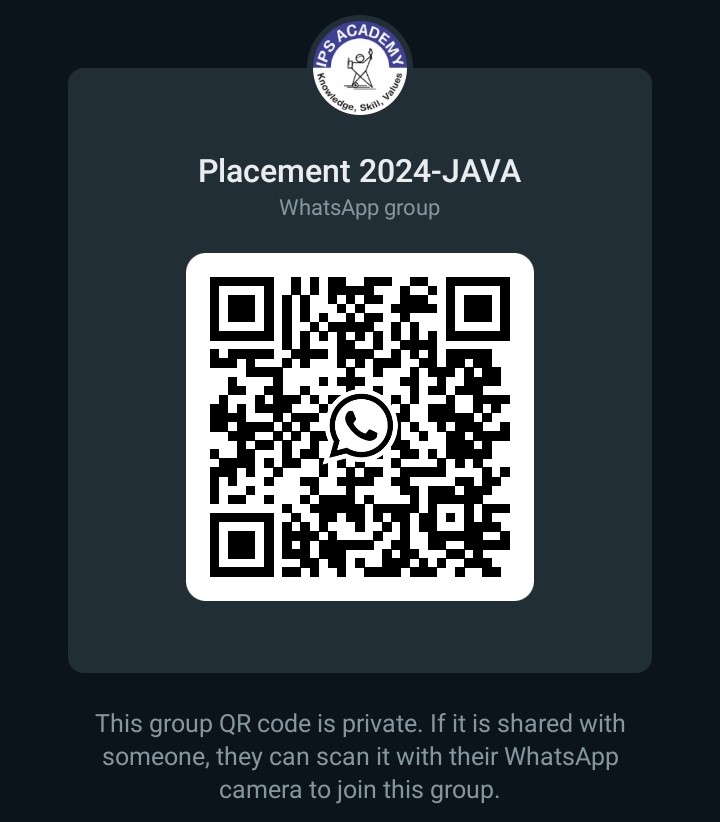 IPS ACADEMY
Knowledge, Skill, Values
Placement 2024-JAVA
WhatsApp group
This group QR code is private. If it is shared with
someone, they can scan it with their WhatsApp
camera to join this group.